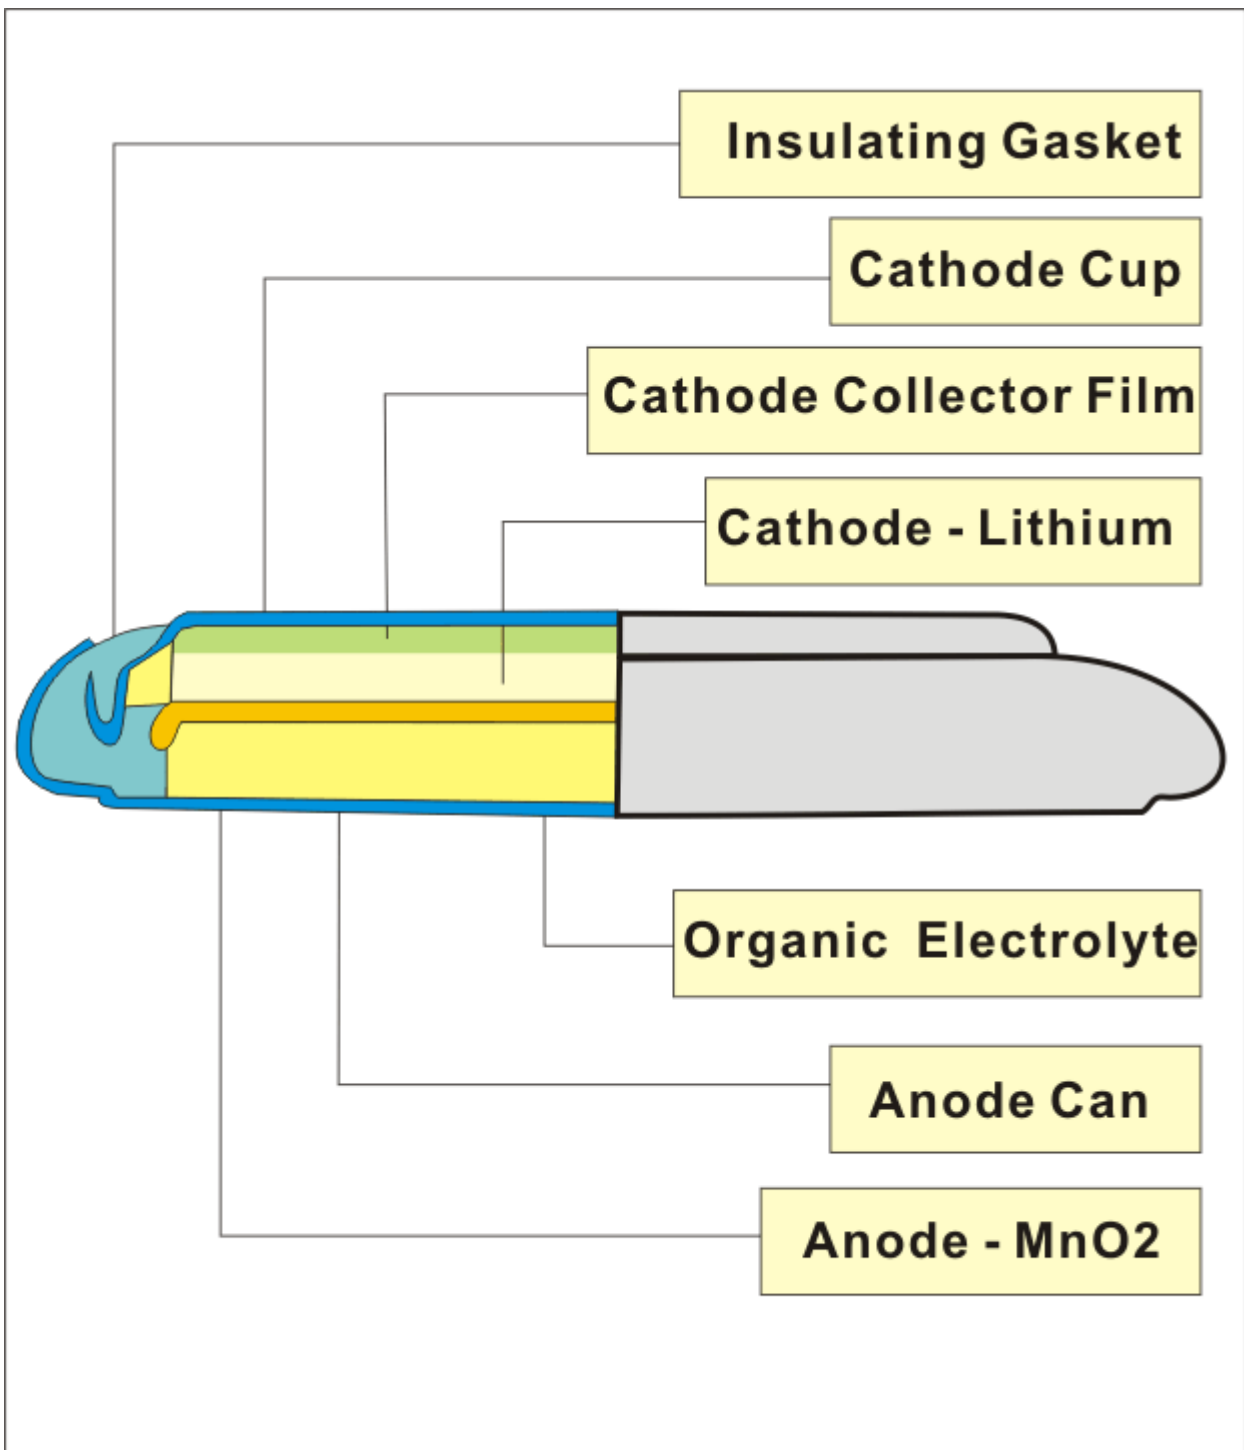 Insulating Gasket
Cathode Cup
Cathode Collector Film
Cathode - Lithium
Organic Electrolyte
Anode Can
Anode - MnO2